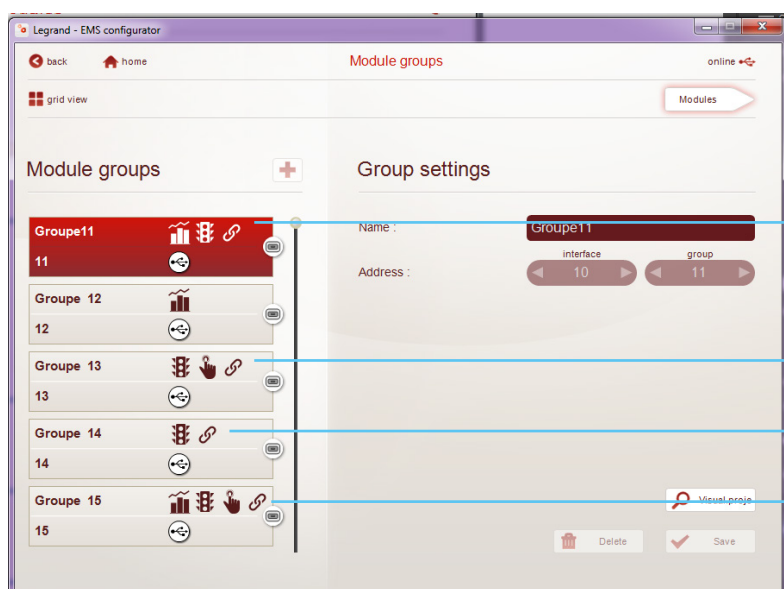 Legrand - EMS configurator
back
home
Module groups
online
grid view
Modules
Module groups
Group settings
Groupe11
11
Groupe 12
12
Groupe 13
13
Groupe 14
14
Groupe 15
15
Name :
Groupe11
Address :
interface
10
group
11
Visual proje
Delete
Save